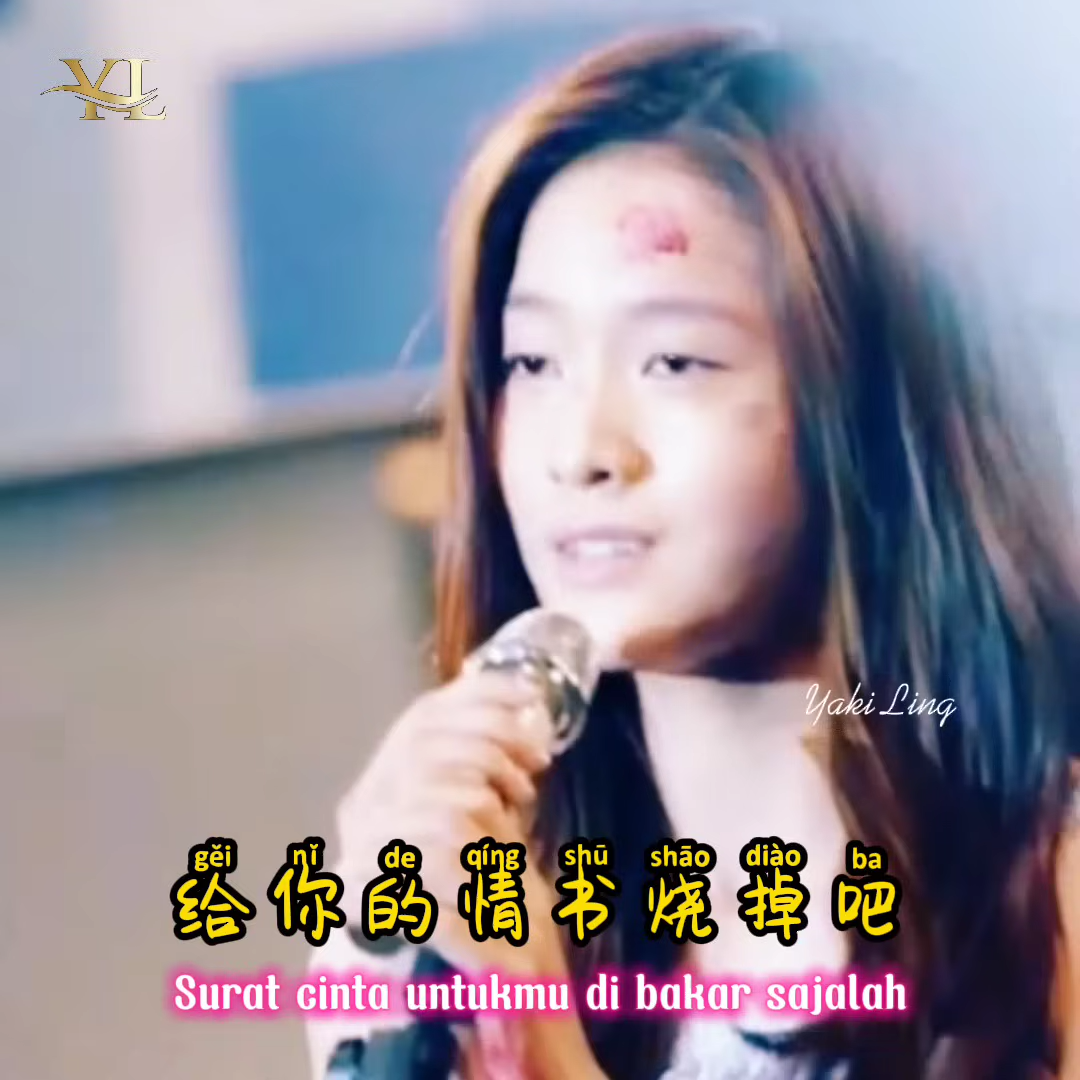 YL
Yaki Ling
gěi nǐ de qíng shū shāo diào ba
给你的情书烧掉吧
Surat cinta untukmu di bakar sajalah